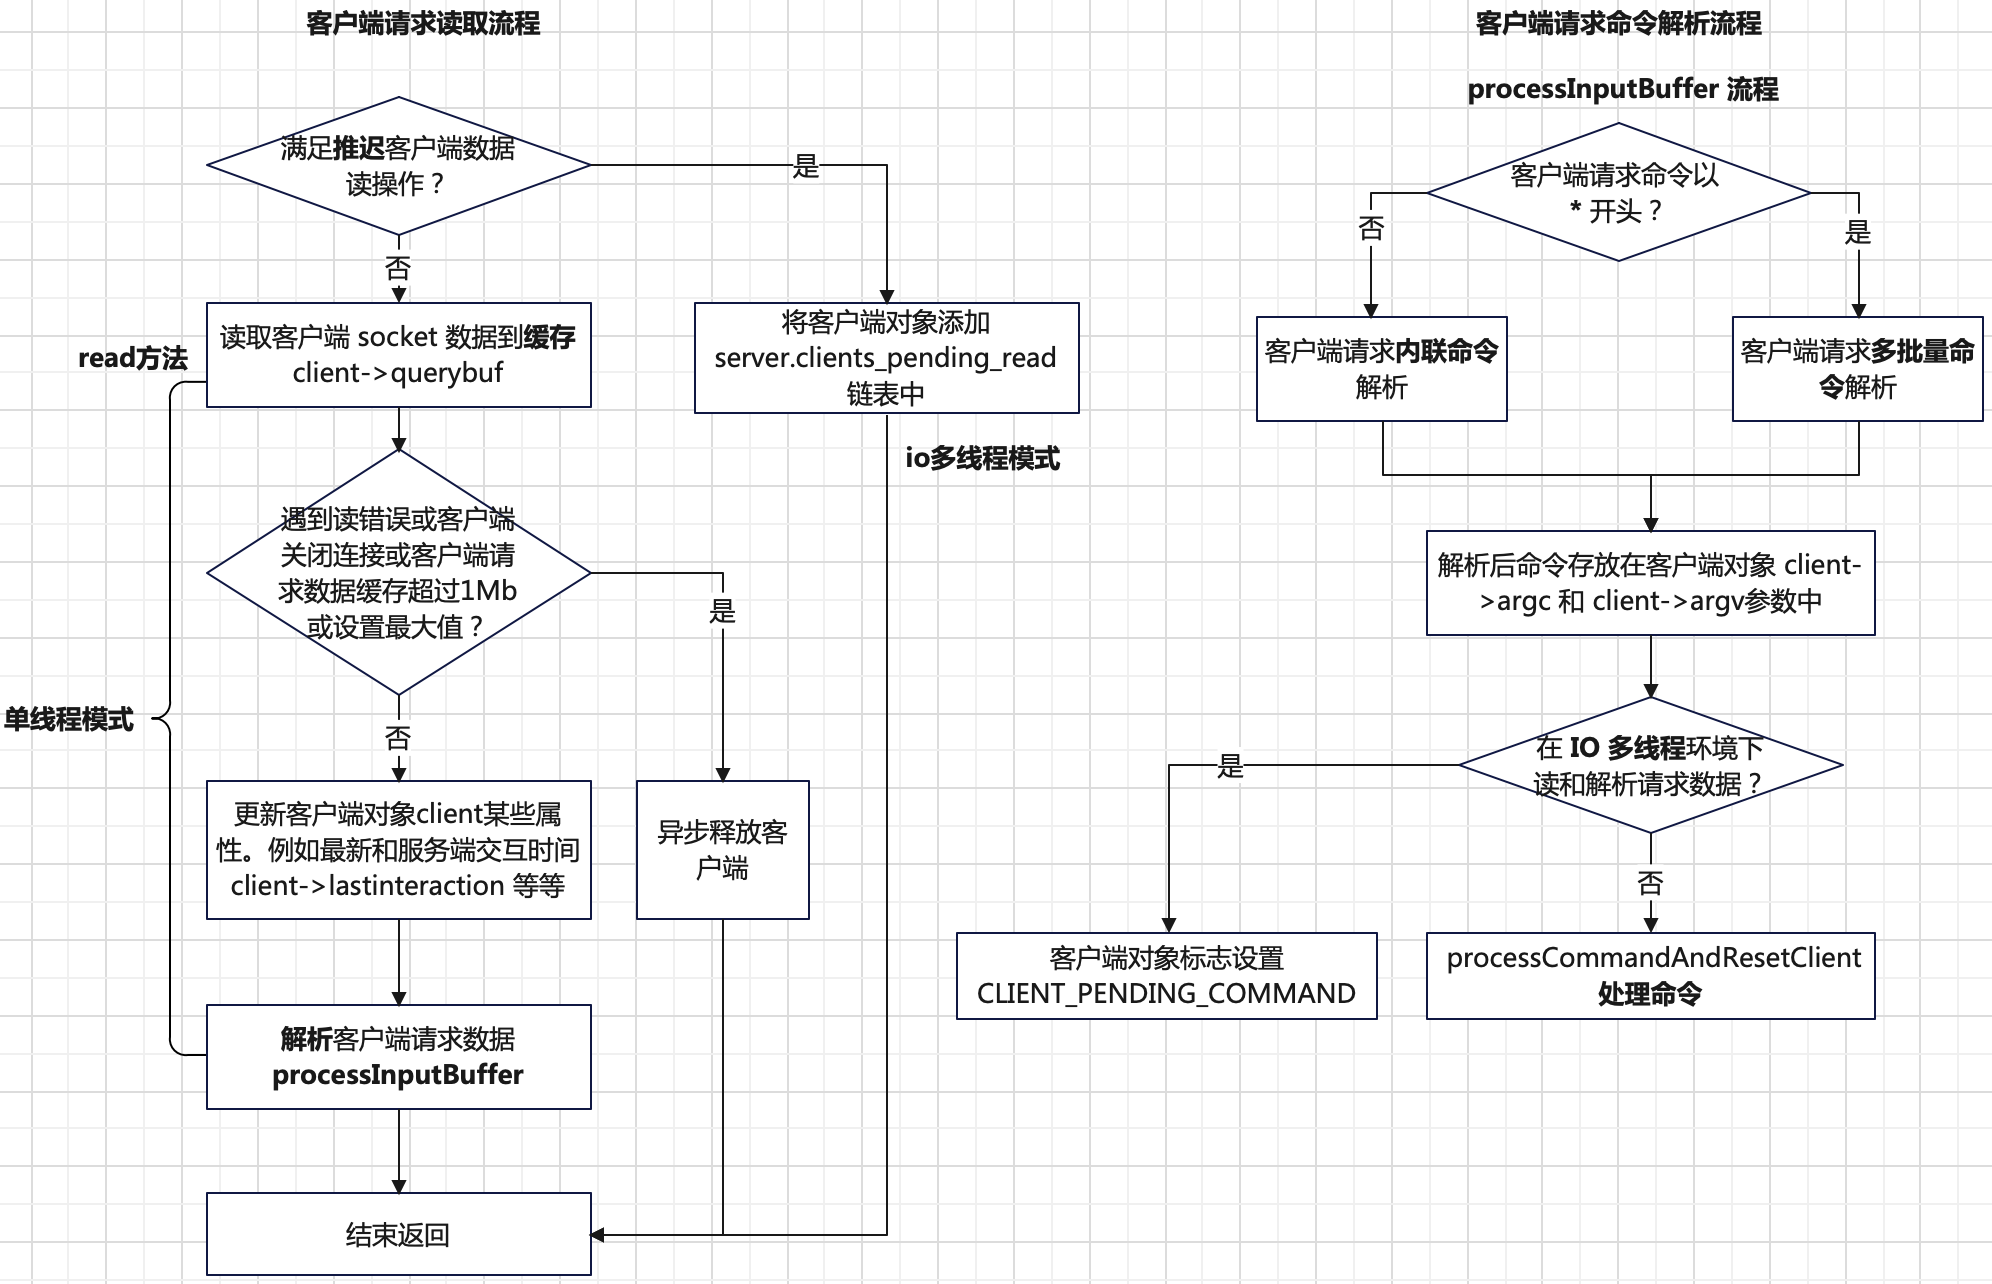 客户端请求读取流程
满足推迟客户端数据
读操作？
是
否
读取客户端 socket 数据到缓存
client->querybuf
read方法
将客户端对象添加
server.clients_pending_read
链表中
io多线程模式
遇到读错误或客户端
关闭连接或客户端请
求数据缓存超过1Mb
或设置最大值？
是
否
单线程模式
更新客户端对象client某些属
性。例如最新和服务端交互时间
client->lastinteraction 等等
异步释放客
户端
解析客户端请求数据
processInputBuffer
结束返回
客户端请求命令解析流程
processInputBuffer 流程
客户端请求命令以
* 开头？
否
是
客户端请求内联命令
解析
客户端请求多批量命
令解析
解析后命令存放在客户端对象 client-
>argc 和 client->argv参数中
在 IO 多线程环境下
读和解析请求数据？
是
否
客户端对象标志设置
CLIENT_PENDING_COMMAND
processCommandAndResetClient
处理命令